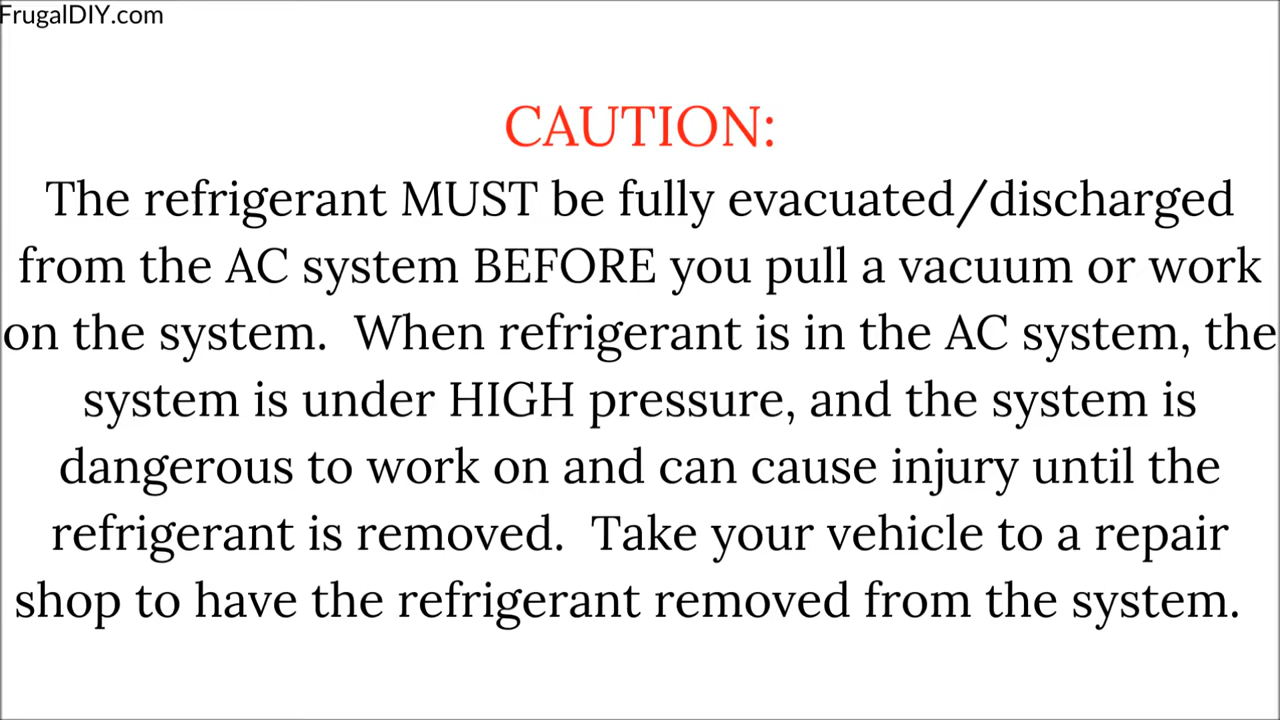 FrugalDIY.com
CAUTION:
The refrigerant MUST be fully evacuated/discharged
from the AC system BEFORE you pull a vacuum or work
on the system.  When refrigerant is in the AC system, the
system is under HIGH pressure, and the system is
dangerous to work on and can cause injury until the
refrigerant is removed.  Take your vehicle to a repair
shop to have the refrigerant removed from the system.